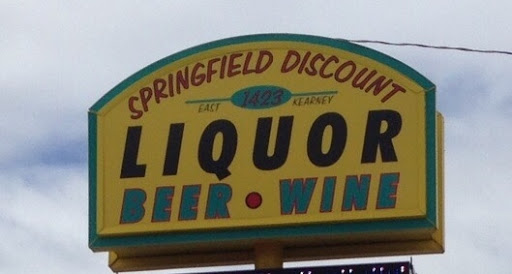 SPRINGFIELD DISCOUNT
EAST 1423 KEARNEY
LIQUOR
BEER • WINE